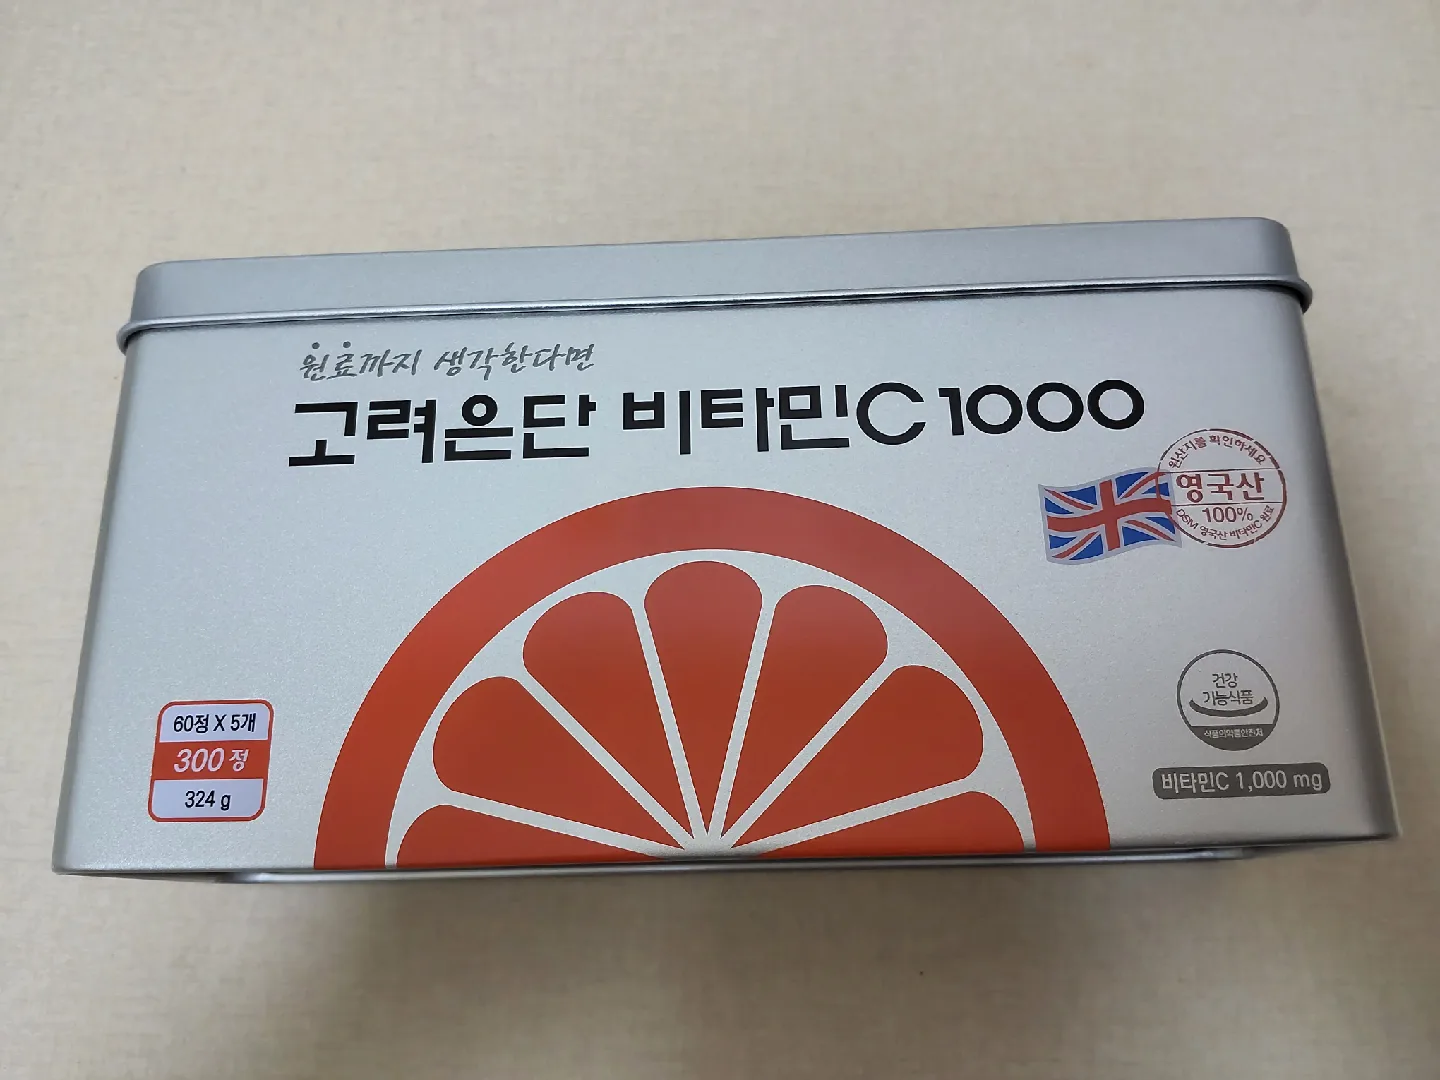 원료까지 생각한다면
고려은단 비타민C 1000
원산지를 확인하세요
영국산
100%
DSM 영국산 비타민C 원료
60정 X 5개
300정
324 g
건강
기능식품
식품의약품안전처
비타민C 1,000 mg